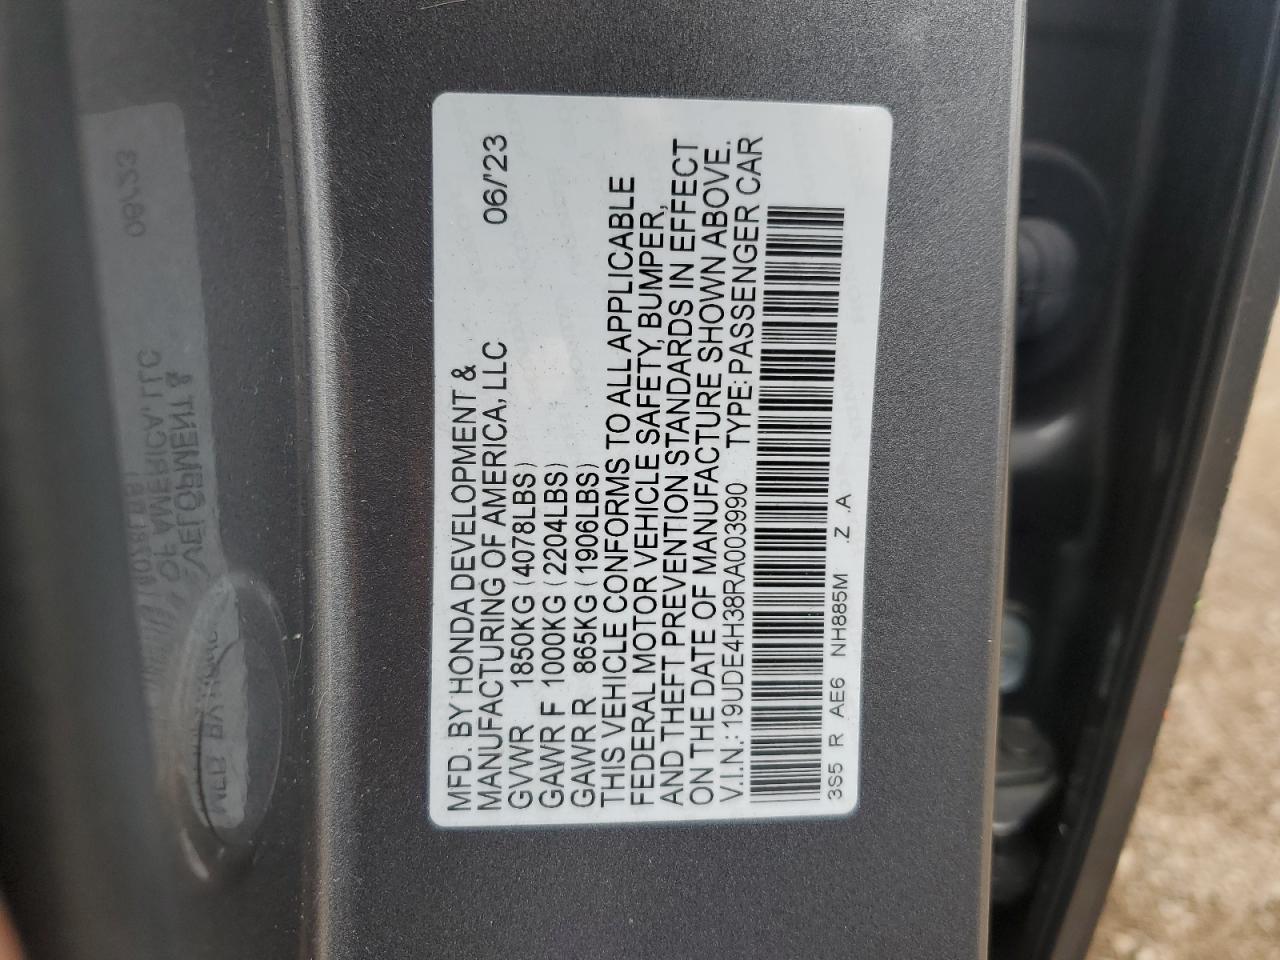 MFD. BY HONDA DEVELOPMENT &
MANUFACTURING OF AMERICA, LLC 06/'23
GVWR 1850KG (4078LBS)
GAWR F 1000KG (2204LBS)
GAWR R 865KG (1906LBS)
THIS VEHICLE CONFORMS TO ALL APPLICABLE
FEDERAL MOTOR VEHICLE SAFETY, BUMPER,
AND THEFT PREVENTION STANDARDS IN EFFECT
ON THE DATE OF MANUFACTURE SHOWN ABOVE.
V.I.N.: 19UDE4H38RA003990 TYPE: PASSENGER CAR
3S5 R AE6 NH885M .Z .A